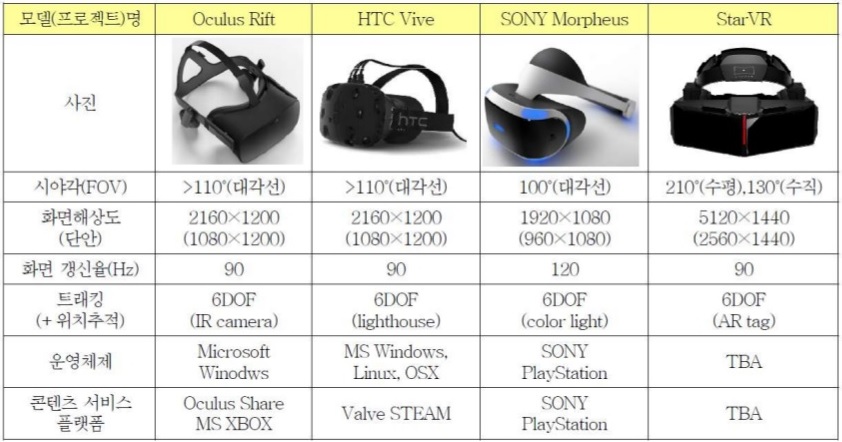 모델(프로젝트)명 Oculus Rift HTC Vive SONY Morpheus StarVR
사진
hTC
시야각(FOV) >110°(대각선) >110°(대각선) 100°(대각선) 210°(수평),130°(수직)
화면해상도 2160×1200 2160×1200 1920×1080 5120×1440
(단안) (1080×1200) (1080×1200) (960×1080) (2560×1440)
화면 갱신율(Hz) 90 90 120 90
트래킹 6DOF 6DOF 6DOF 6DOF
(+ 위치추적) (IR camera) (lighthouse) (color light) (AR tag)
운영체제 Microsoft MS Windows, SONY TBA
Winodws Linux, OSX PlayStation
콘텐츠 서비스 Oculus Share Valve STEAM SONY TBA
플랫폼 MS XBOX PlayStation